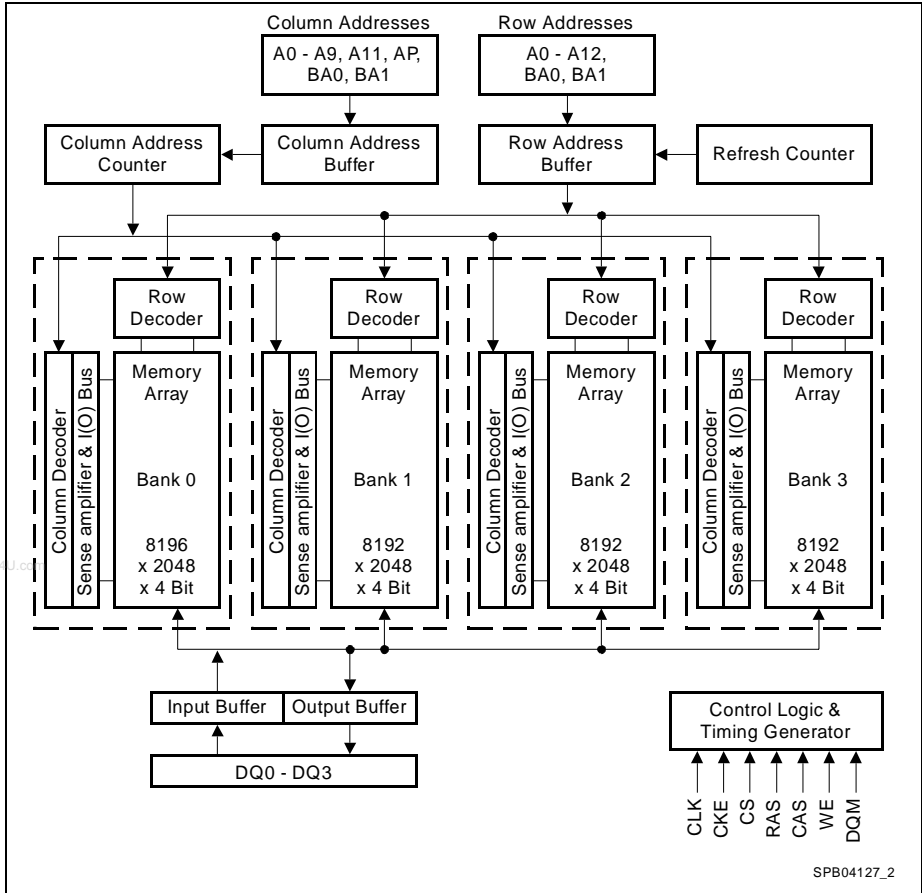 Column Addresses
Row Addresses
A0 - A9, A11, AP,
BA0, BA1
A0 - A12,
BA0, BA1
Column Address
Counter
Column Address
Buffer
Row Address
Buffer
Refresh Counter
Row
Decoder
Row
Decoder
Row
Decoder
Row
Decoder
Column Decoder
Sense amplifier & I(O) Bus
Memory
Array
Bank 0
8196
x 2048
x 4 Bit
Column Decoder
Sense amplifier & I(O) Bus
Memory
Array
Bank 1
8192
x 2048
x 4 Bit
Column Decoder
Sense amplifier & I(O) Bus
Memory
Array
Bank 2
8192
x 2048
x 4 Bit
Column Decoder
Sense amplifier & I(O) Bus
Memory
Array
Bank 3
8192
x 2048
x 4 Bit
4U.com
Input Buffer
Output Buffer
DQ0 - DQ3
Control Logic &
Timing Generator
CLK
CKE
CS
RAS
CAS
WE
DQM
SPB04127_2